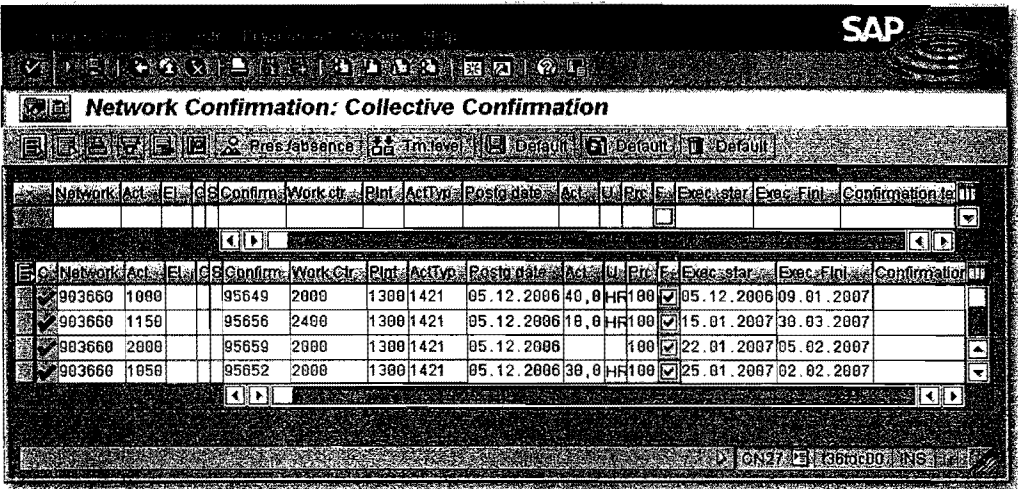 SAP
Network Confirmation: Collective Confirmation
Pres./absence Trn.level Default Default Default
Network Act.. El.. C S Confirm.. Work ctr Plnt ActTyp Postg date Act.. U. Prc F.. Exec. star.. Exec. Fini.. Confirmation te
C.. Network Act.. El.. C S Confirm.. Work Ctr.. Plnt ActTyp Postg date Act.. U. Prc F.. Exec. star.. Exec. Fini.. Confirmation
903660 1000 95649 2000 1300 1421 05.12.2006 40,0 HR 100 05.12.2006 09.01.2007
903660 1150 95656 2400 1300 1421 05.12.2006 10,0 HR 100 15.01.2007 30.03.2007
903660 2000 95659 2000 1300 1421 05.12.2006 100 22.01.2007 05.02.2007
903660 1050 95652 2000 1300 1421 05.12.2006 30,0 HR 100 25.01.2007 02.02.2007
CN27 INS